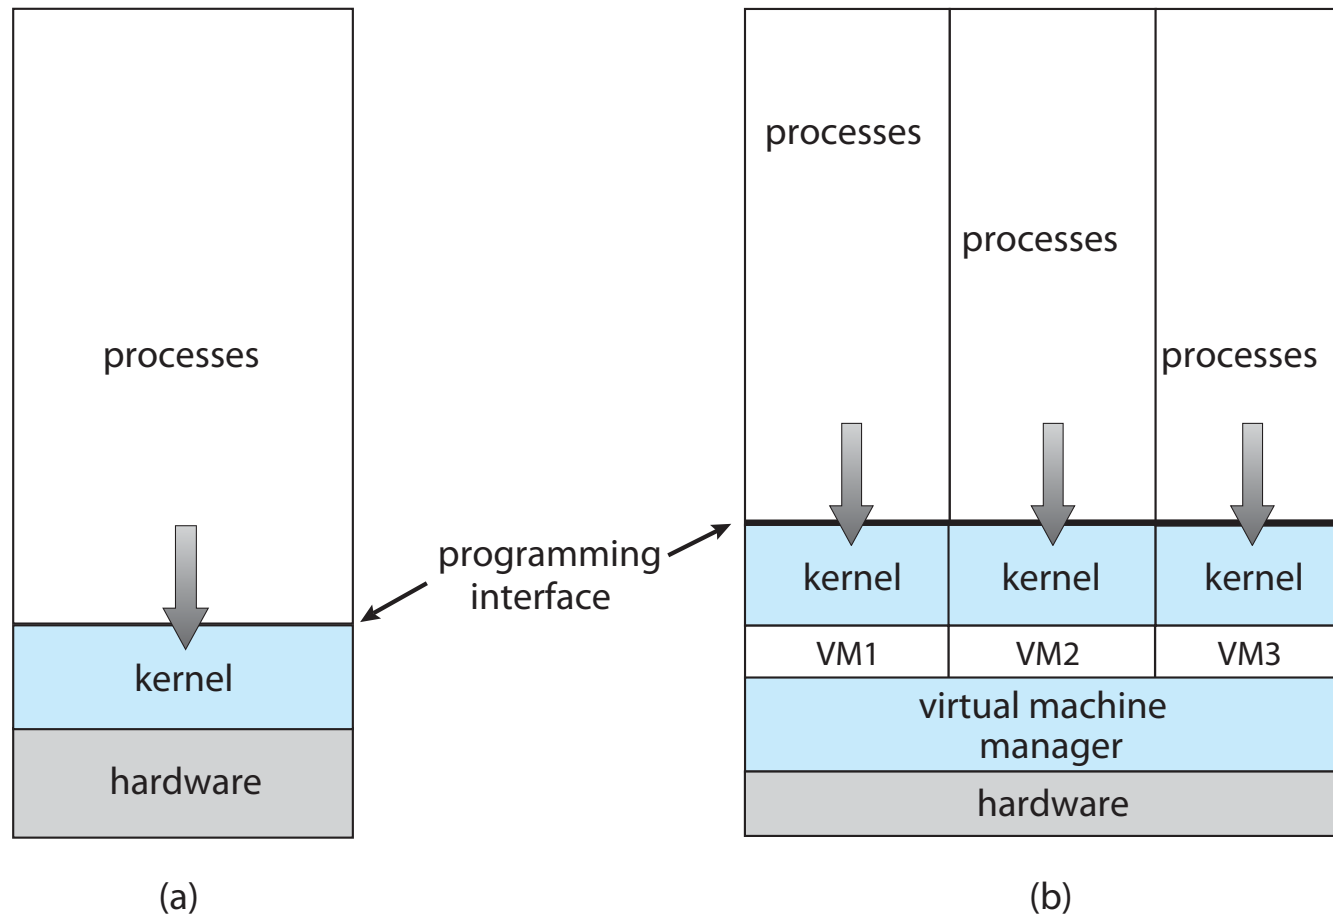 processes
kernel
hardware
(a)
programming
interface
processes
processes
processes
kernel
kernel
kernel
VM1
VM2
VM3
virtual machine
manager
hardware
(b)